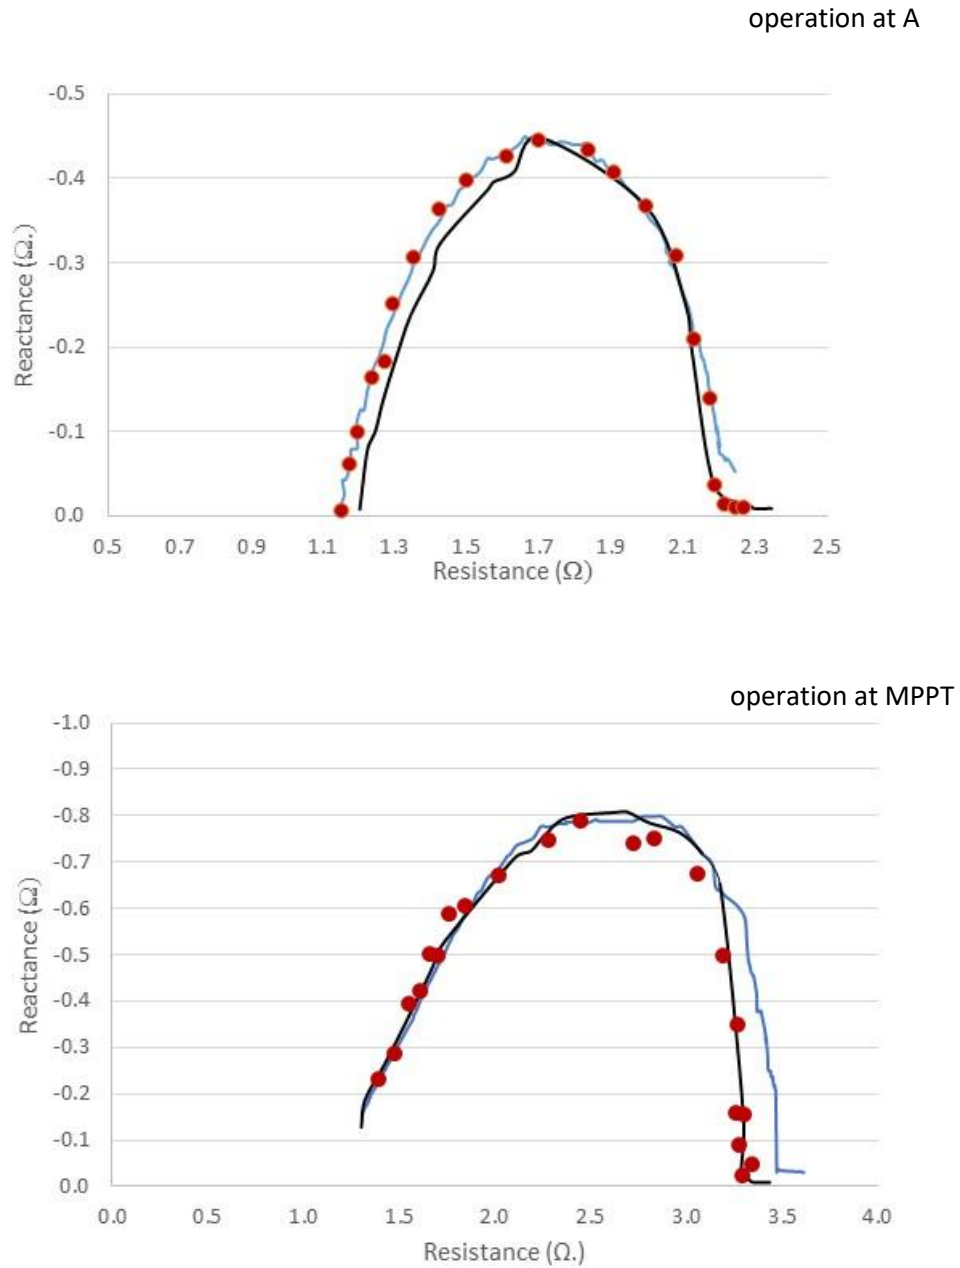 operation at A
-0.5
-0.4
-0.3
-0.2
-0.1
0.0
Reactance (Ω.)
0.5 0.7 0.9 1.1 1.3 1.5 1.7 1.9 2.1 2.3 2.5
Resistance (Ω)
operation at MPPT
-1.0
-0.9
-0.8
-0.7
-0.6
-0.5
-0.4
-0.3
-0.2
-0.1
0.0
Reactance (Ω)
0.0 0.5 1.0 1.5 2.0 2.5 3.0 3.5 4.0
Resistance (Ω.)